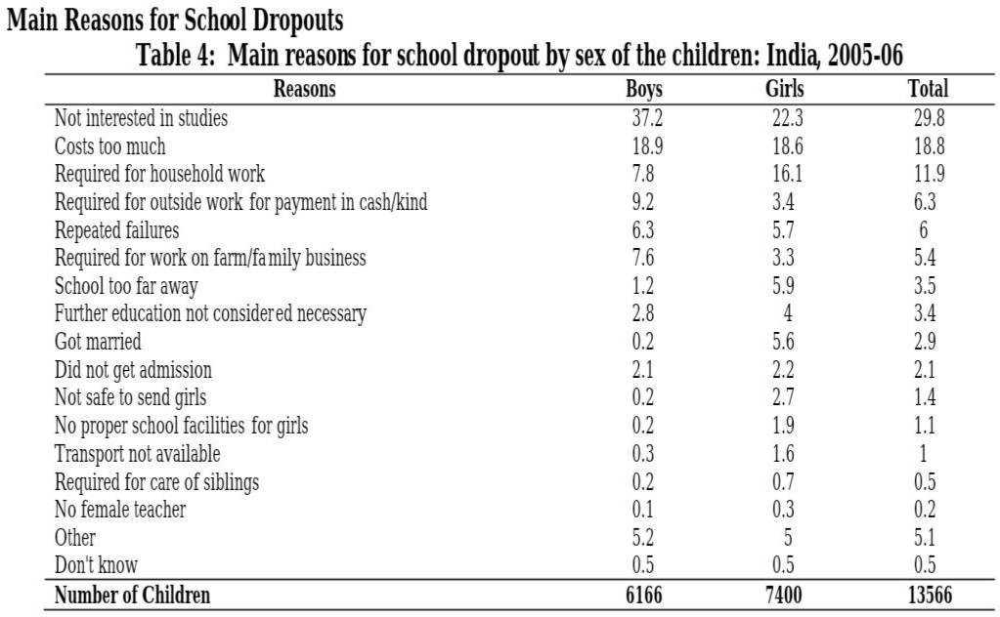 Main Reasons for School Dropouts
Table 4: Main reasons for school dropout by sex of the children: India, 2005-06
Reasons Boys Girls Total
Not interested in studies 37.2 22.3 29.8
Costs too much 18.9 18.6 18.8
Required for household work 7.8 16.1 11.9
Required for outside work for payment in cash/kind 9.2 3.4 6.3
Repeated failures 6.3 5.7 6
Required for work on farm/family business 7.6 3.3 5.4
School too far away 1.2 5.9 3.5
Further education not considered necessary 2.8 4 3.4
Got married 0.2 5.6 2.9
Did not get admission 2.1 2.2 2.1
Not safe to send girls 0.2 2.7 1.4
No proper school facilities for girls 0.2 1.9 1.1
Transport not available 0.3 1.6 1
Required for care of siblings 0.2 0.7 0.5
No female teacher 0.1 0.3 0.2
Other 5.2 5 5.1
Don't know 0.5 0.5 0.5
Number of Children 6166 7400 13566